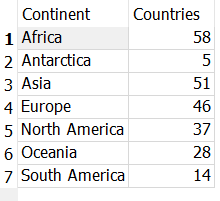 Continent Countries
1 Africa 58
2 Antarctica 5
3 Asia 51
4 Europe 46
5 North America 37
6 Oceania 28
7 South America 14